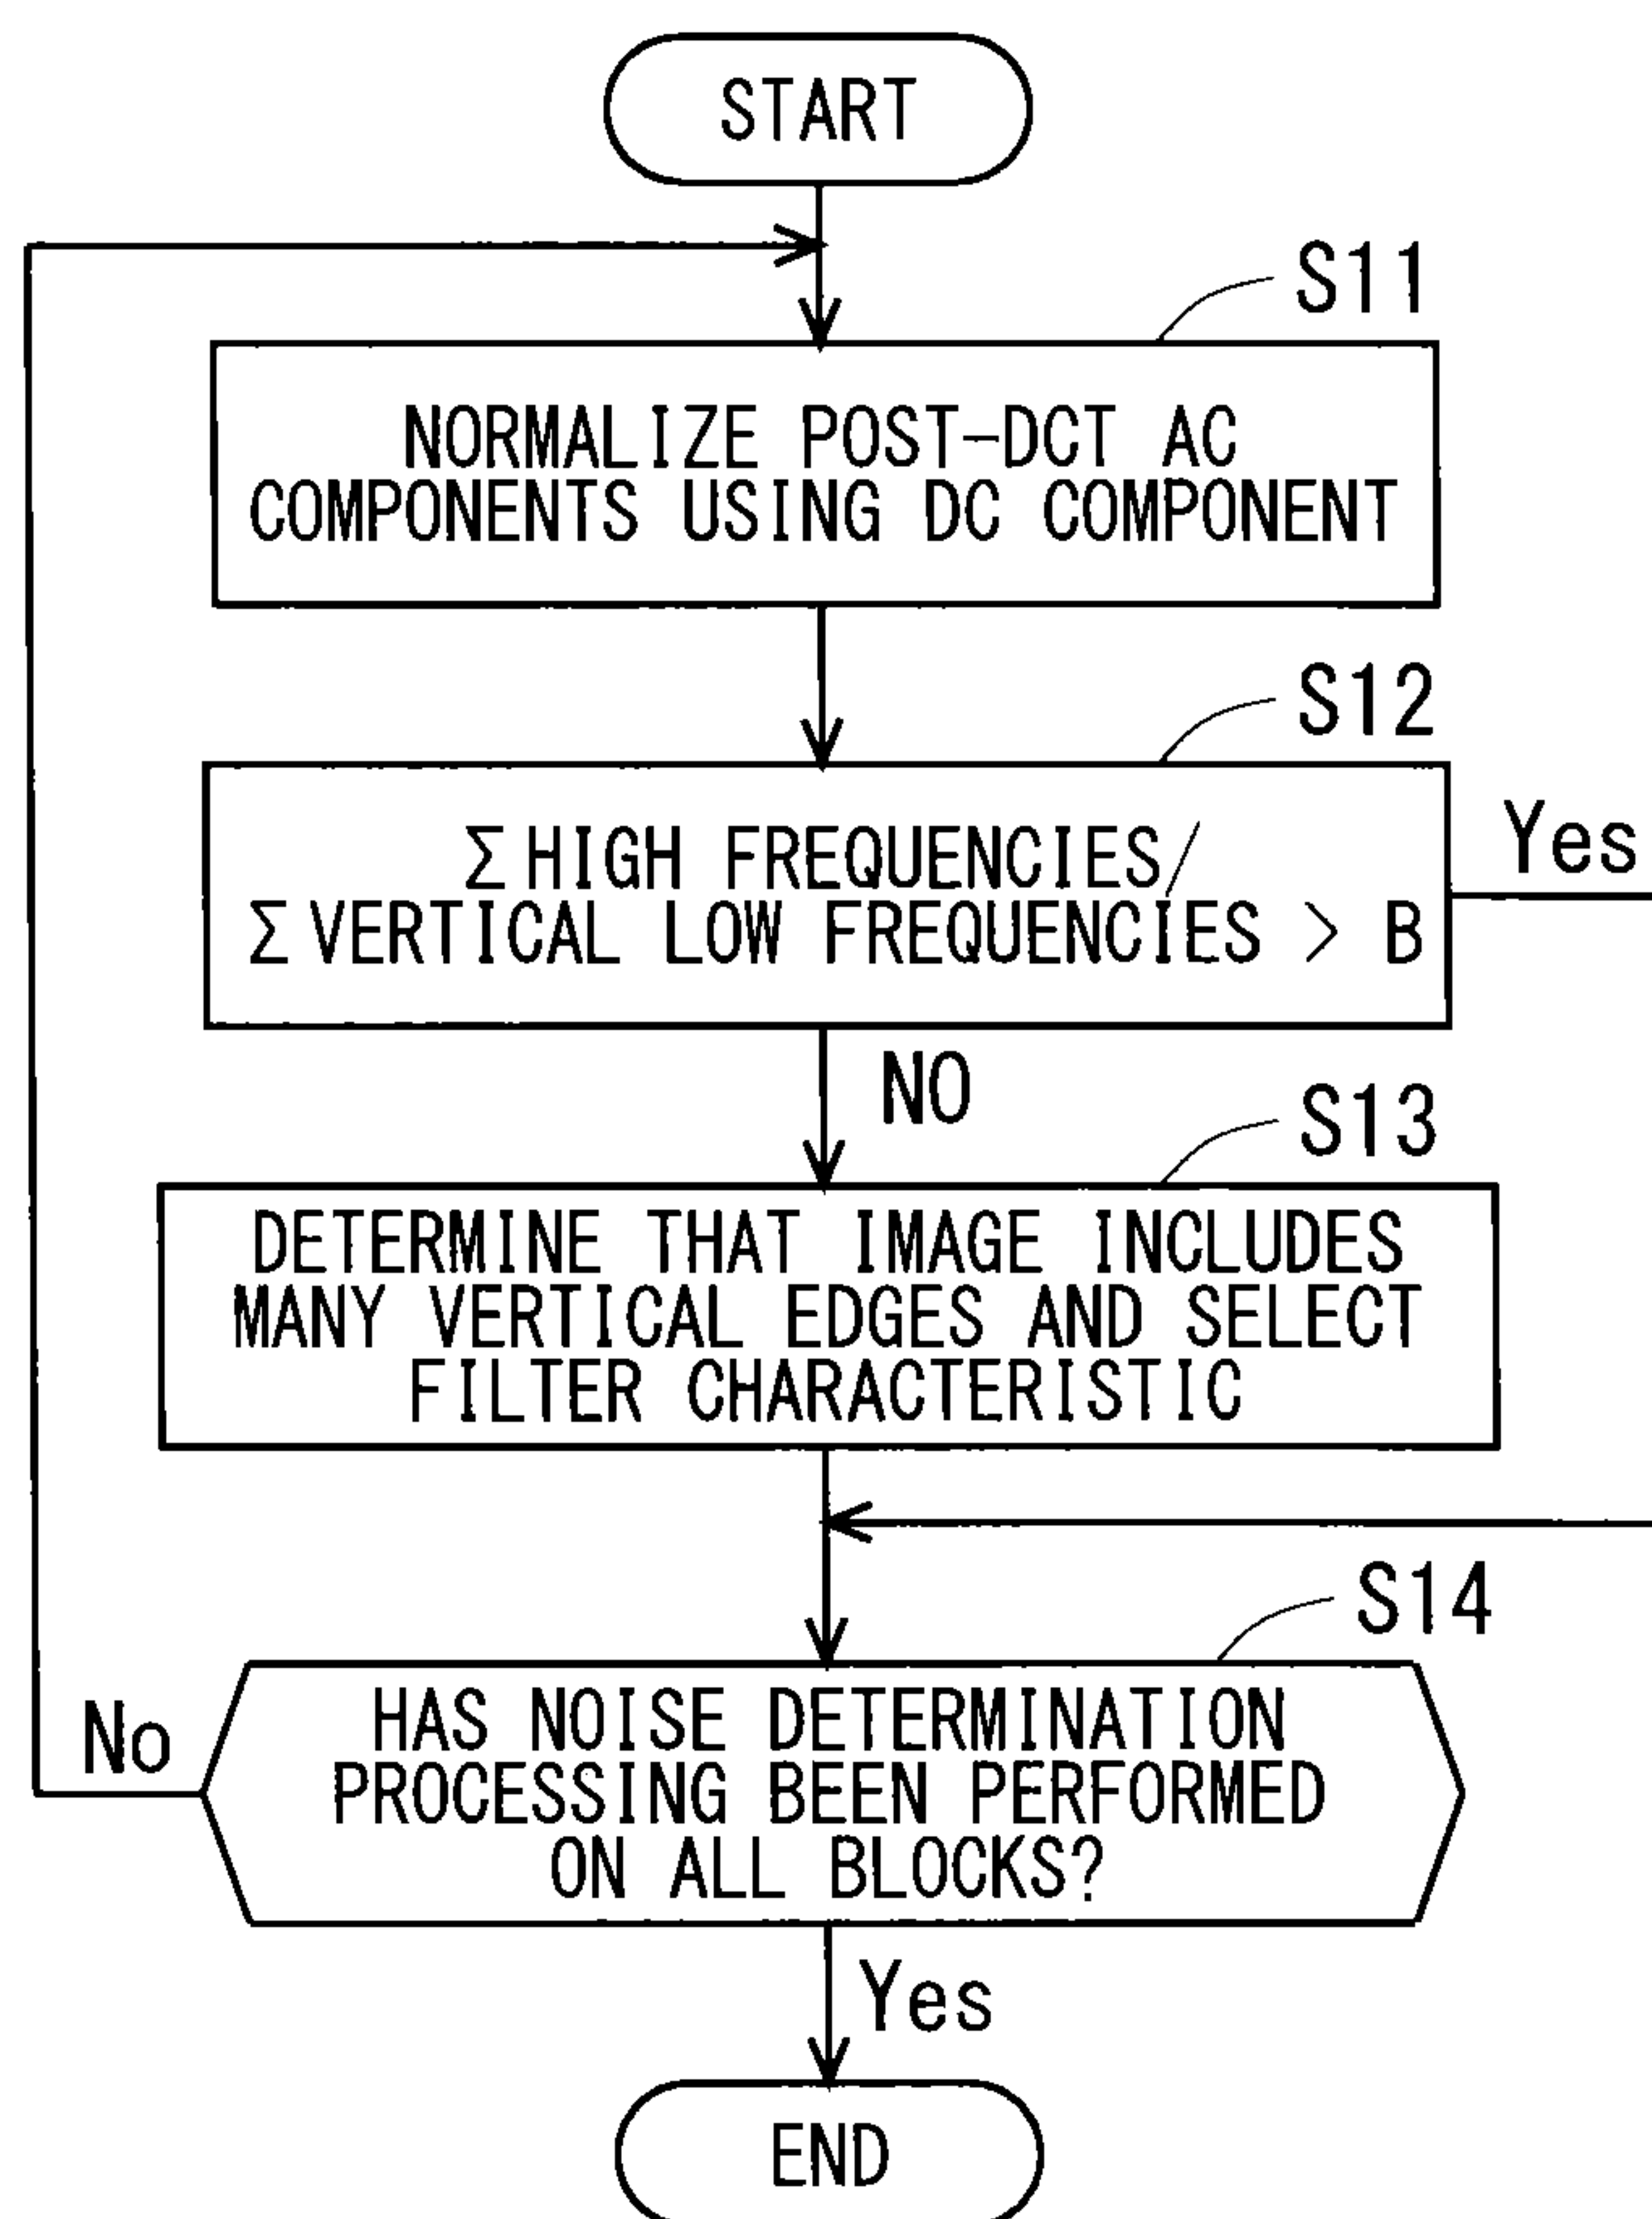 START
S11
NORMALIZE POST-DCT AC
COMPONENTS USING DC COMPONENT
S12
Σ HIGH FREQUENCIES/
Σ VERTICAL LOW FREQUENCIES > B
Yes
NO
S13
DETERMINE THAT IMAGE INCLUDES
MANY VERTICAL EDGES AND SELECT
FILTER CHARACTERISTIC
S14
HAS NOISE DETERMINATION
PROCESSING BEEN PERFORMED
ON ALL BLOCKS?
No
Yes
END